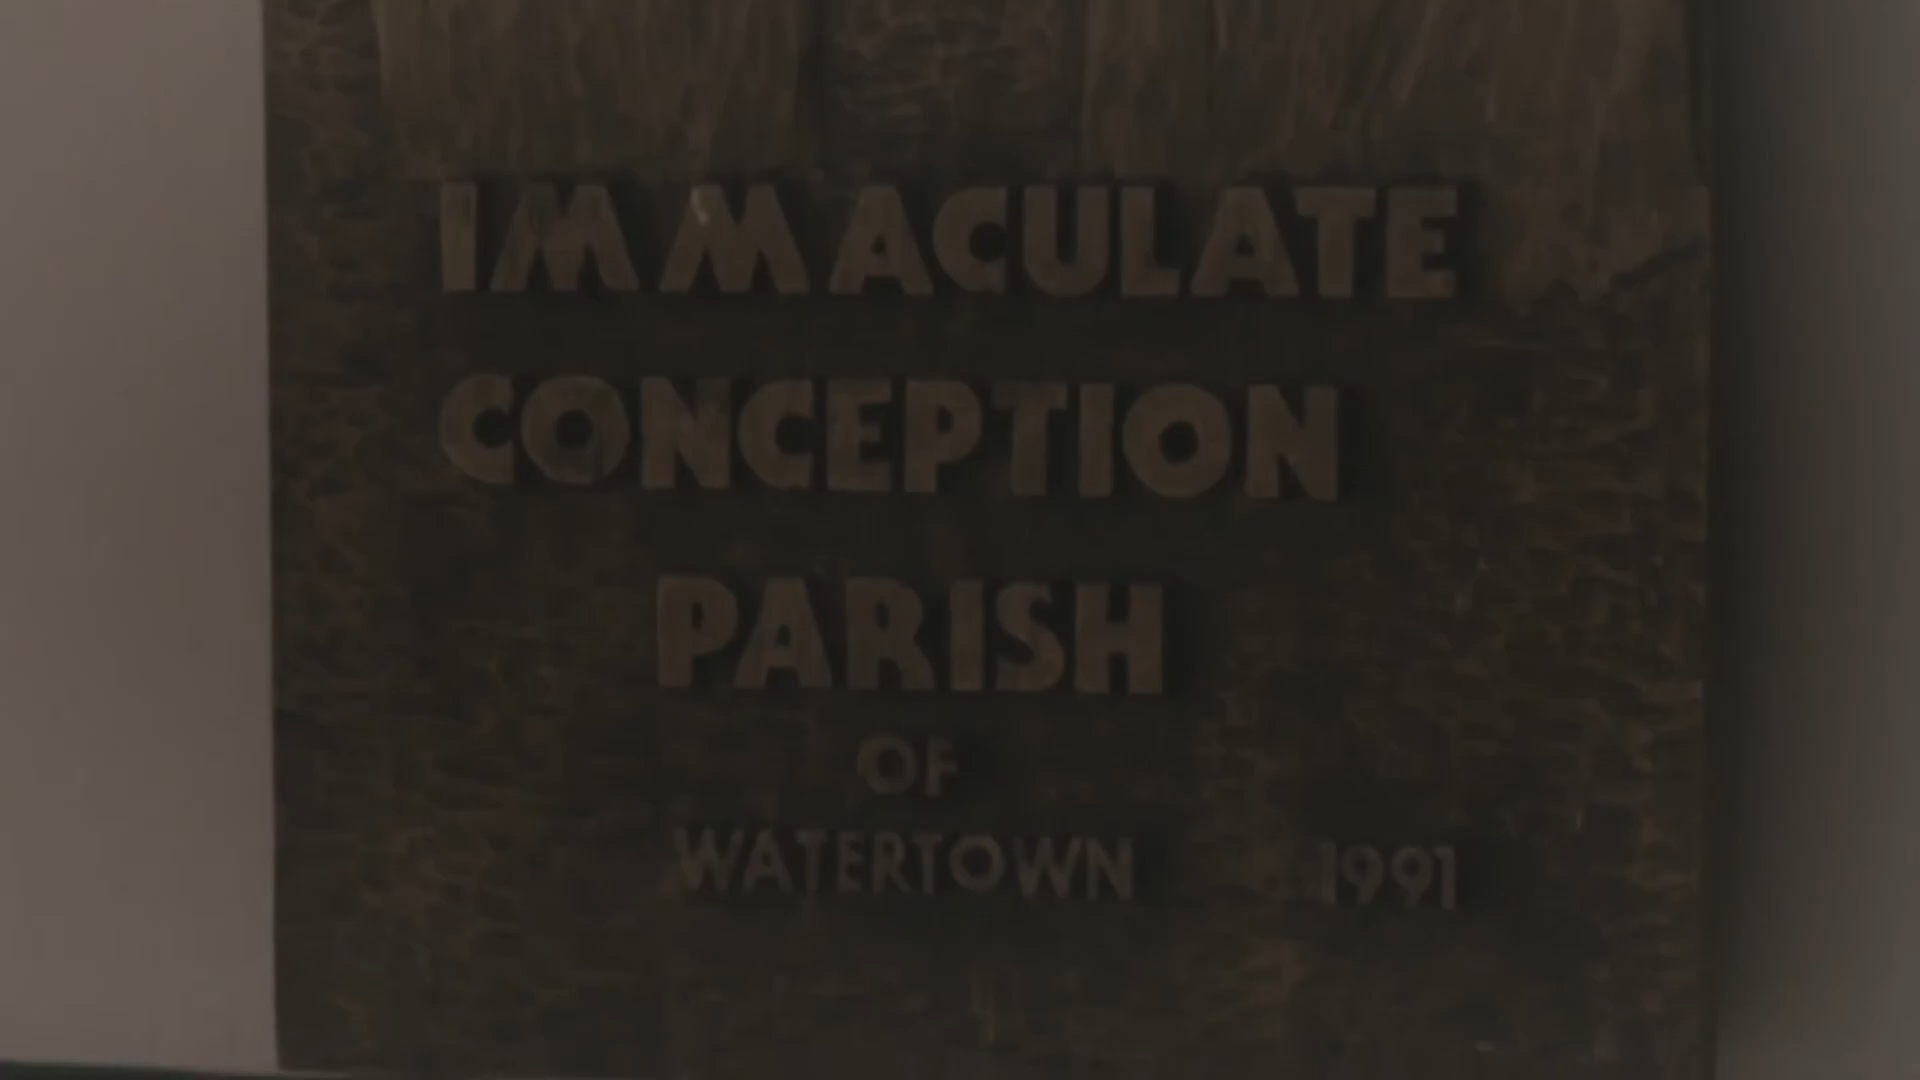 IMMACULATE
CONCEPTION
PARISH
OF
WATERTOWN 1991